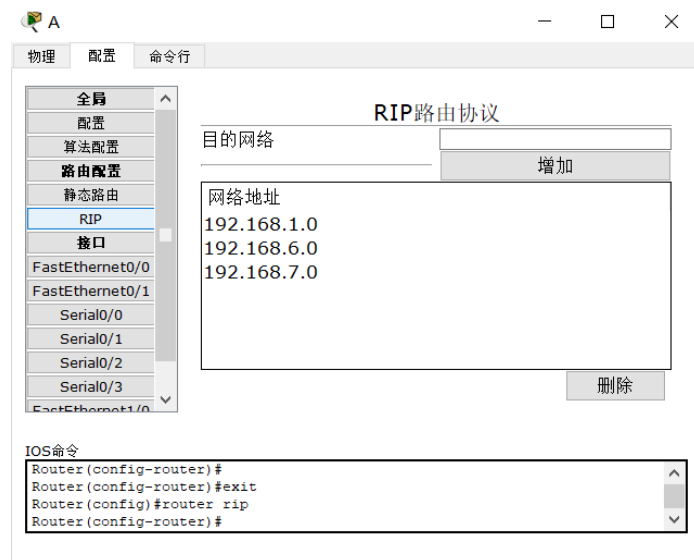 A
物理 配置 命令行
全局
配置
算法配置
路由配置
静态路由
RIP
接口
FastEthernet0/0
FastEthernet0/1
Serial0/0
Serial0/1
Serial0/2
Serial0/3
FastEthernet1/0
RIP路由协议
目的网络
增加
网络地址
192.168.1.0
192.168.6.0
192.168.7.0
删除
IOS命令
Router(config-router)#
Router(config-router)#exit
Router(config)#router rip
Router(config-router)#